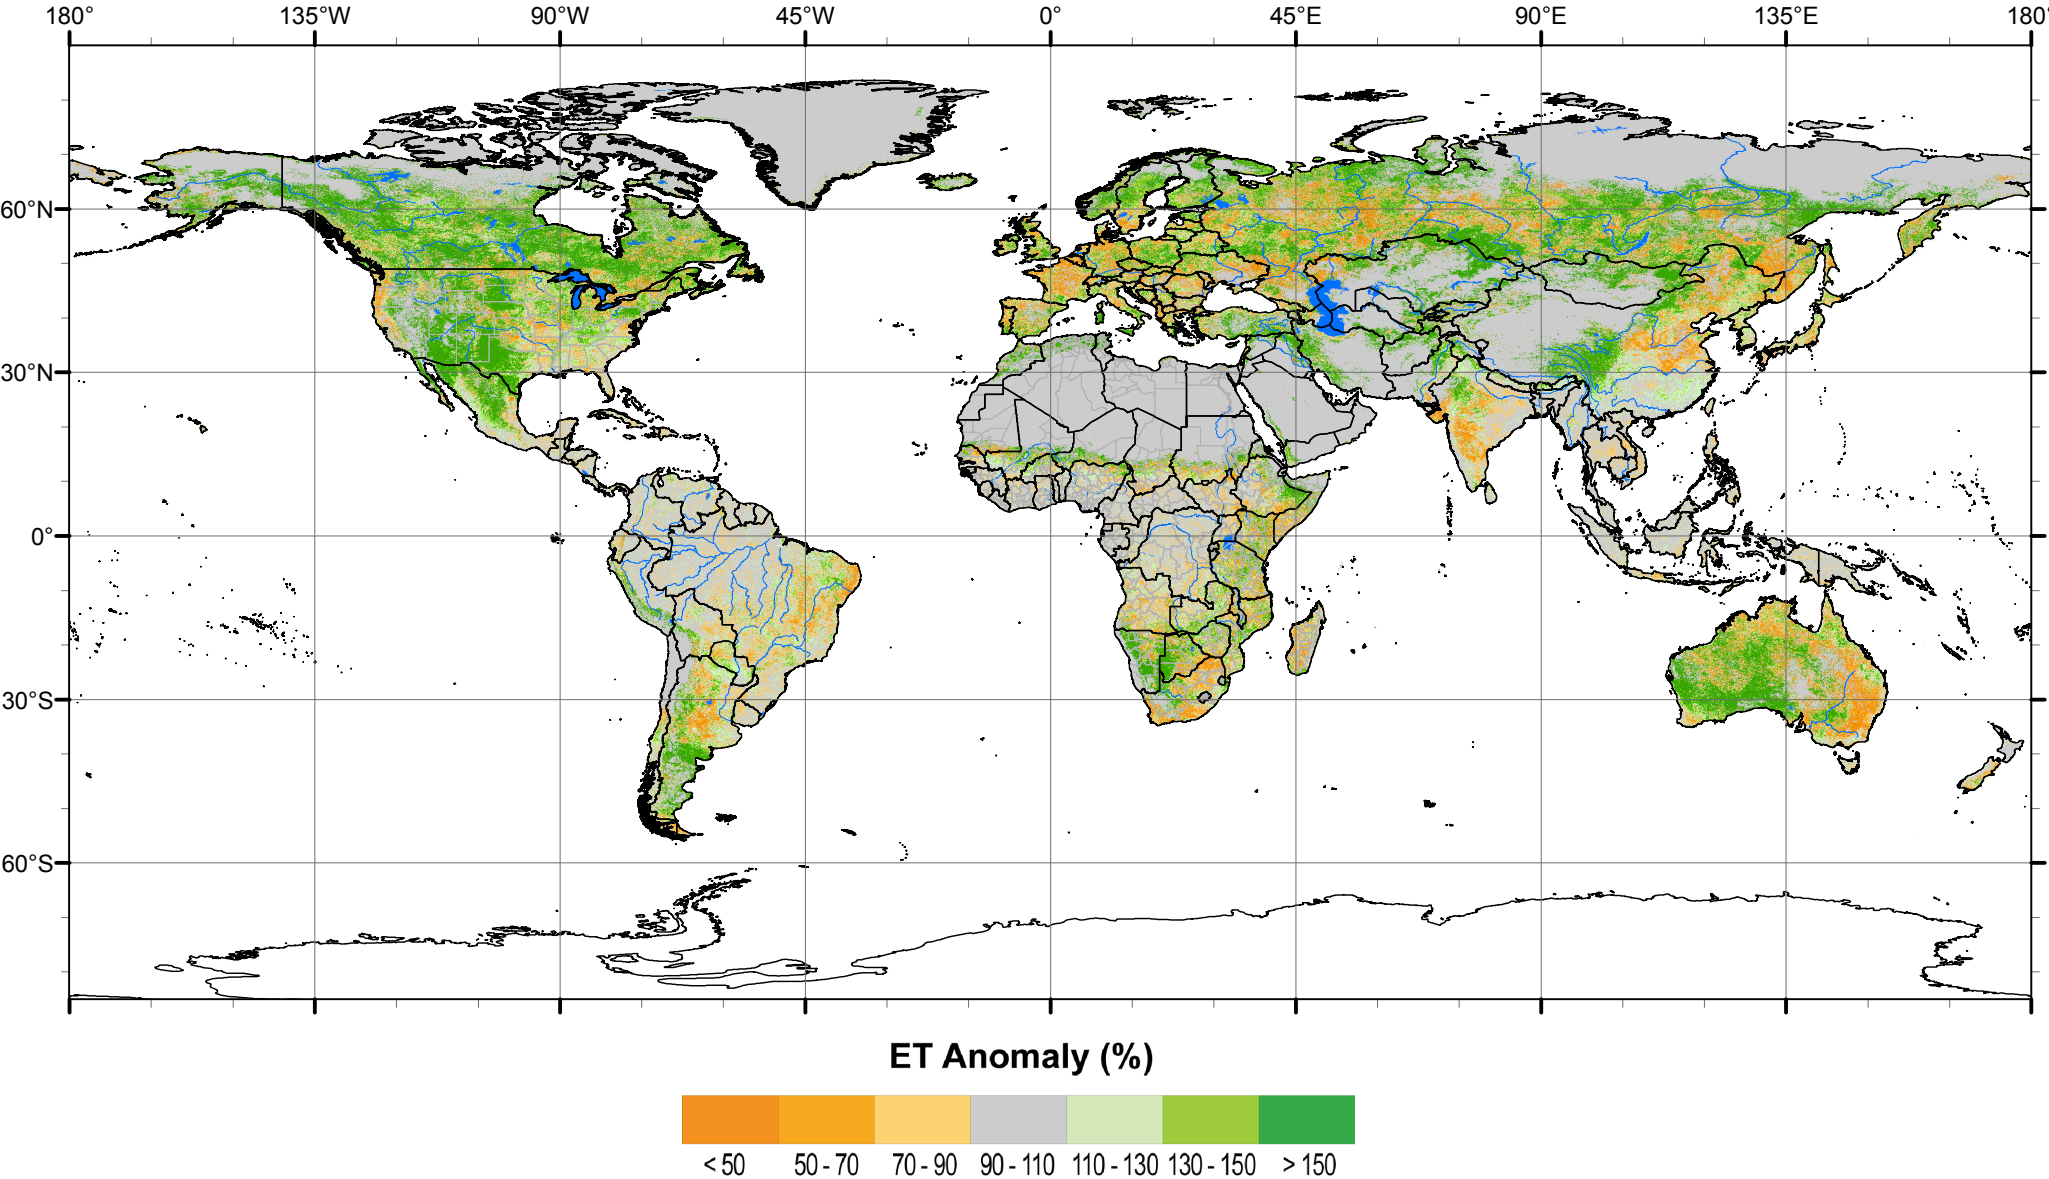 180° 135°W 90°W 45°W 0° 45°E 90°E 135°E 180°
60°N
30°N
0°
30°S
60°S
ET Anomaly (%)
< 50 50 - 70 70 - 90 90 - 110 110 - 130 130 - 150 > 150